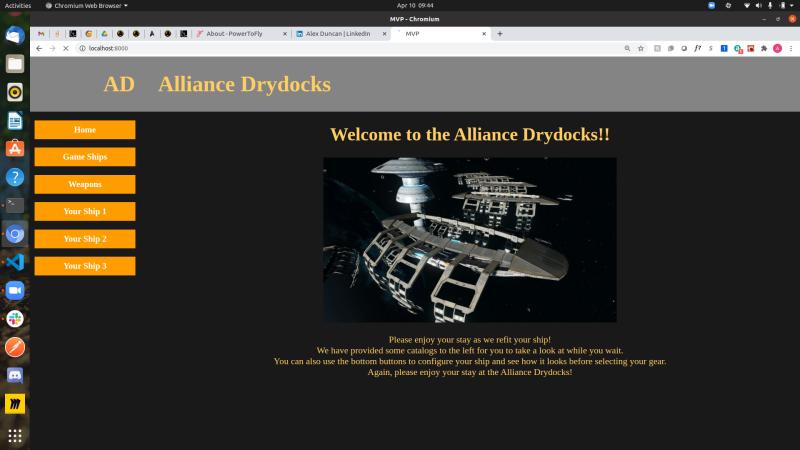 Activities
Chromium Web Browser
Apr 10 09:44
MVP - Chromium
About - PowerToFly
Alex Duncan | LinkedIn
MVP
localhost:8000
AD Alliance Drydocks
Home
Game Ships
Weapons
Your Ship 1
Your Ship 2
Your Ship 3
Welcome to the Alliance Drydocks!!
Please enjoy your stay as we refit your ship!
We have provided some catalogs to the left for you to take a look at while you wait.
You can also use the bottom buttons to configure your ship and see how it looks before selecting your gear.
Again, please enjoy your stay at the Alliance Drydocks!